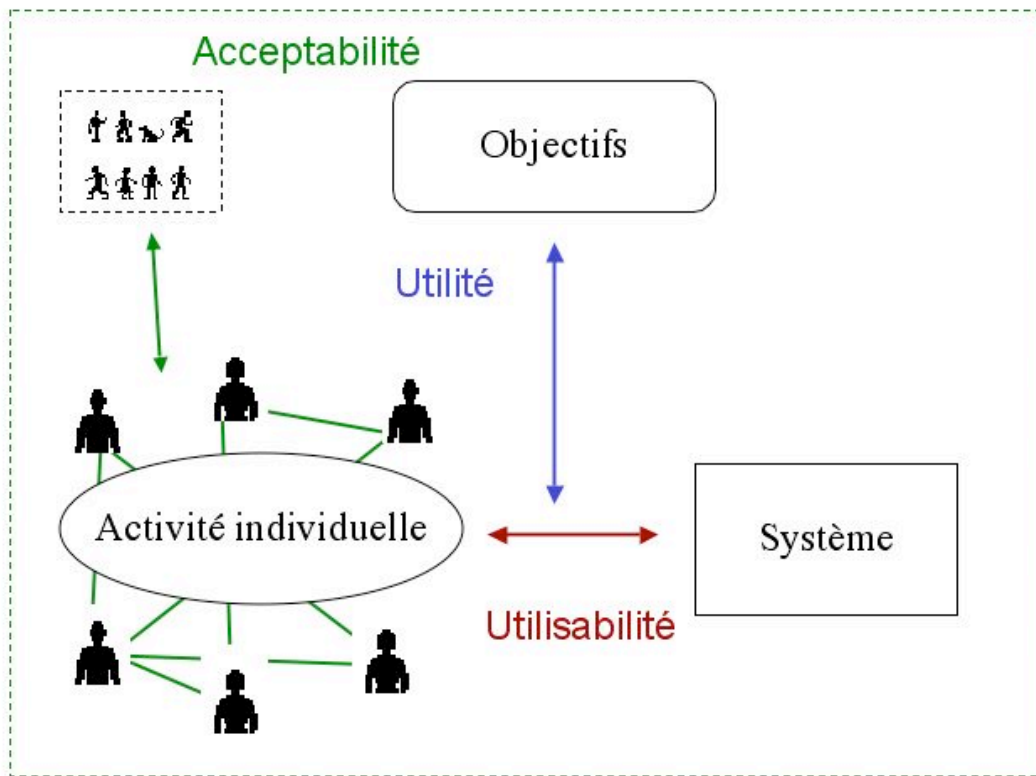 Acceptabilité
Objectifs
Utilité
Activité individuelle
Système
Utilisabilité